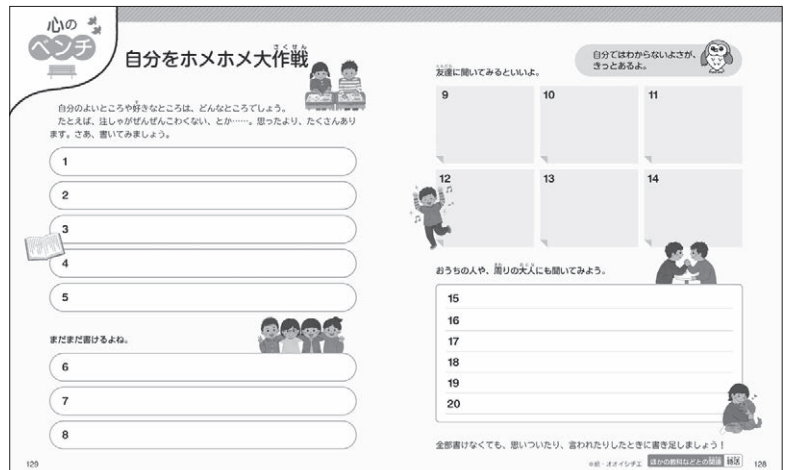 心の
ベンチ
自分をホメホメ大作戦
さくせん
自分のよいところや好きなところは、どんなところでしょう。
たとえば、注しゃがぜんぜんこわくない、とか……。思ったより、たくさんあり
ます。さあ、書いてみましょう。
1
2
3
4
5
まだまだ書けるよね。
6
7
8
129
自分ではわからないよさが、
きっとあるよ。
友達に聞いてみるといいよ。
9
10
11
12
13
14
おうちの人や、周りの大人にも聞いてみよう。
15
16
17
18
19
20
全部書けなくても、思いついたり、言われたりしたときに書き足しましょう！
ほかの教科などとの関連
128